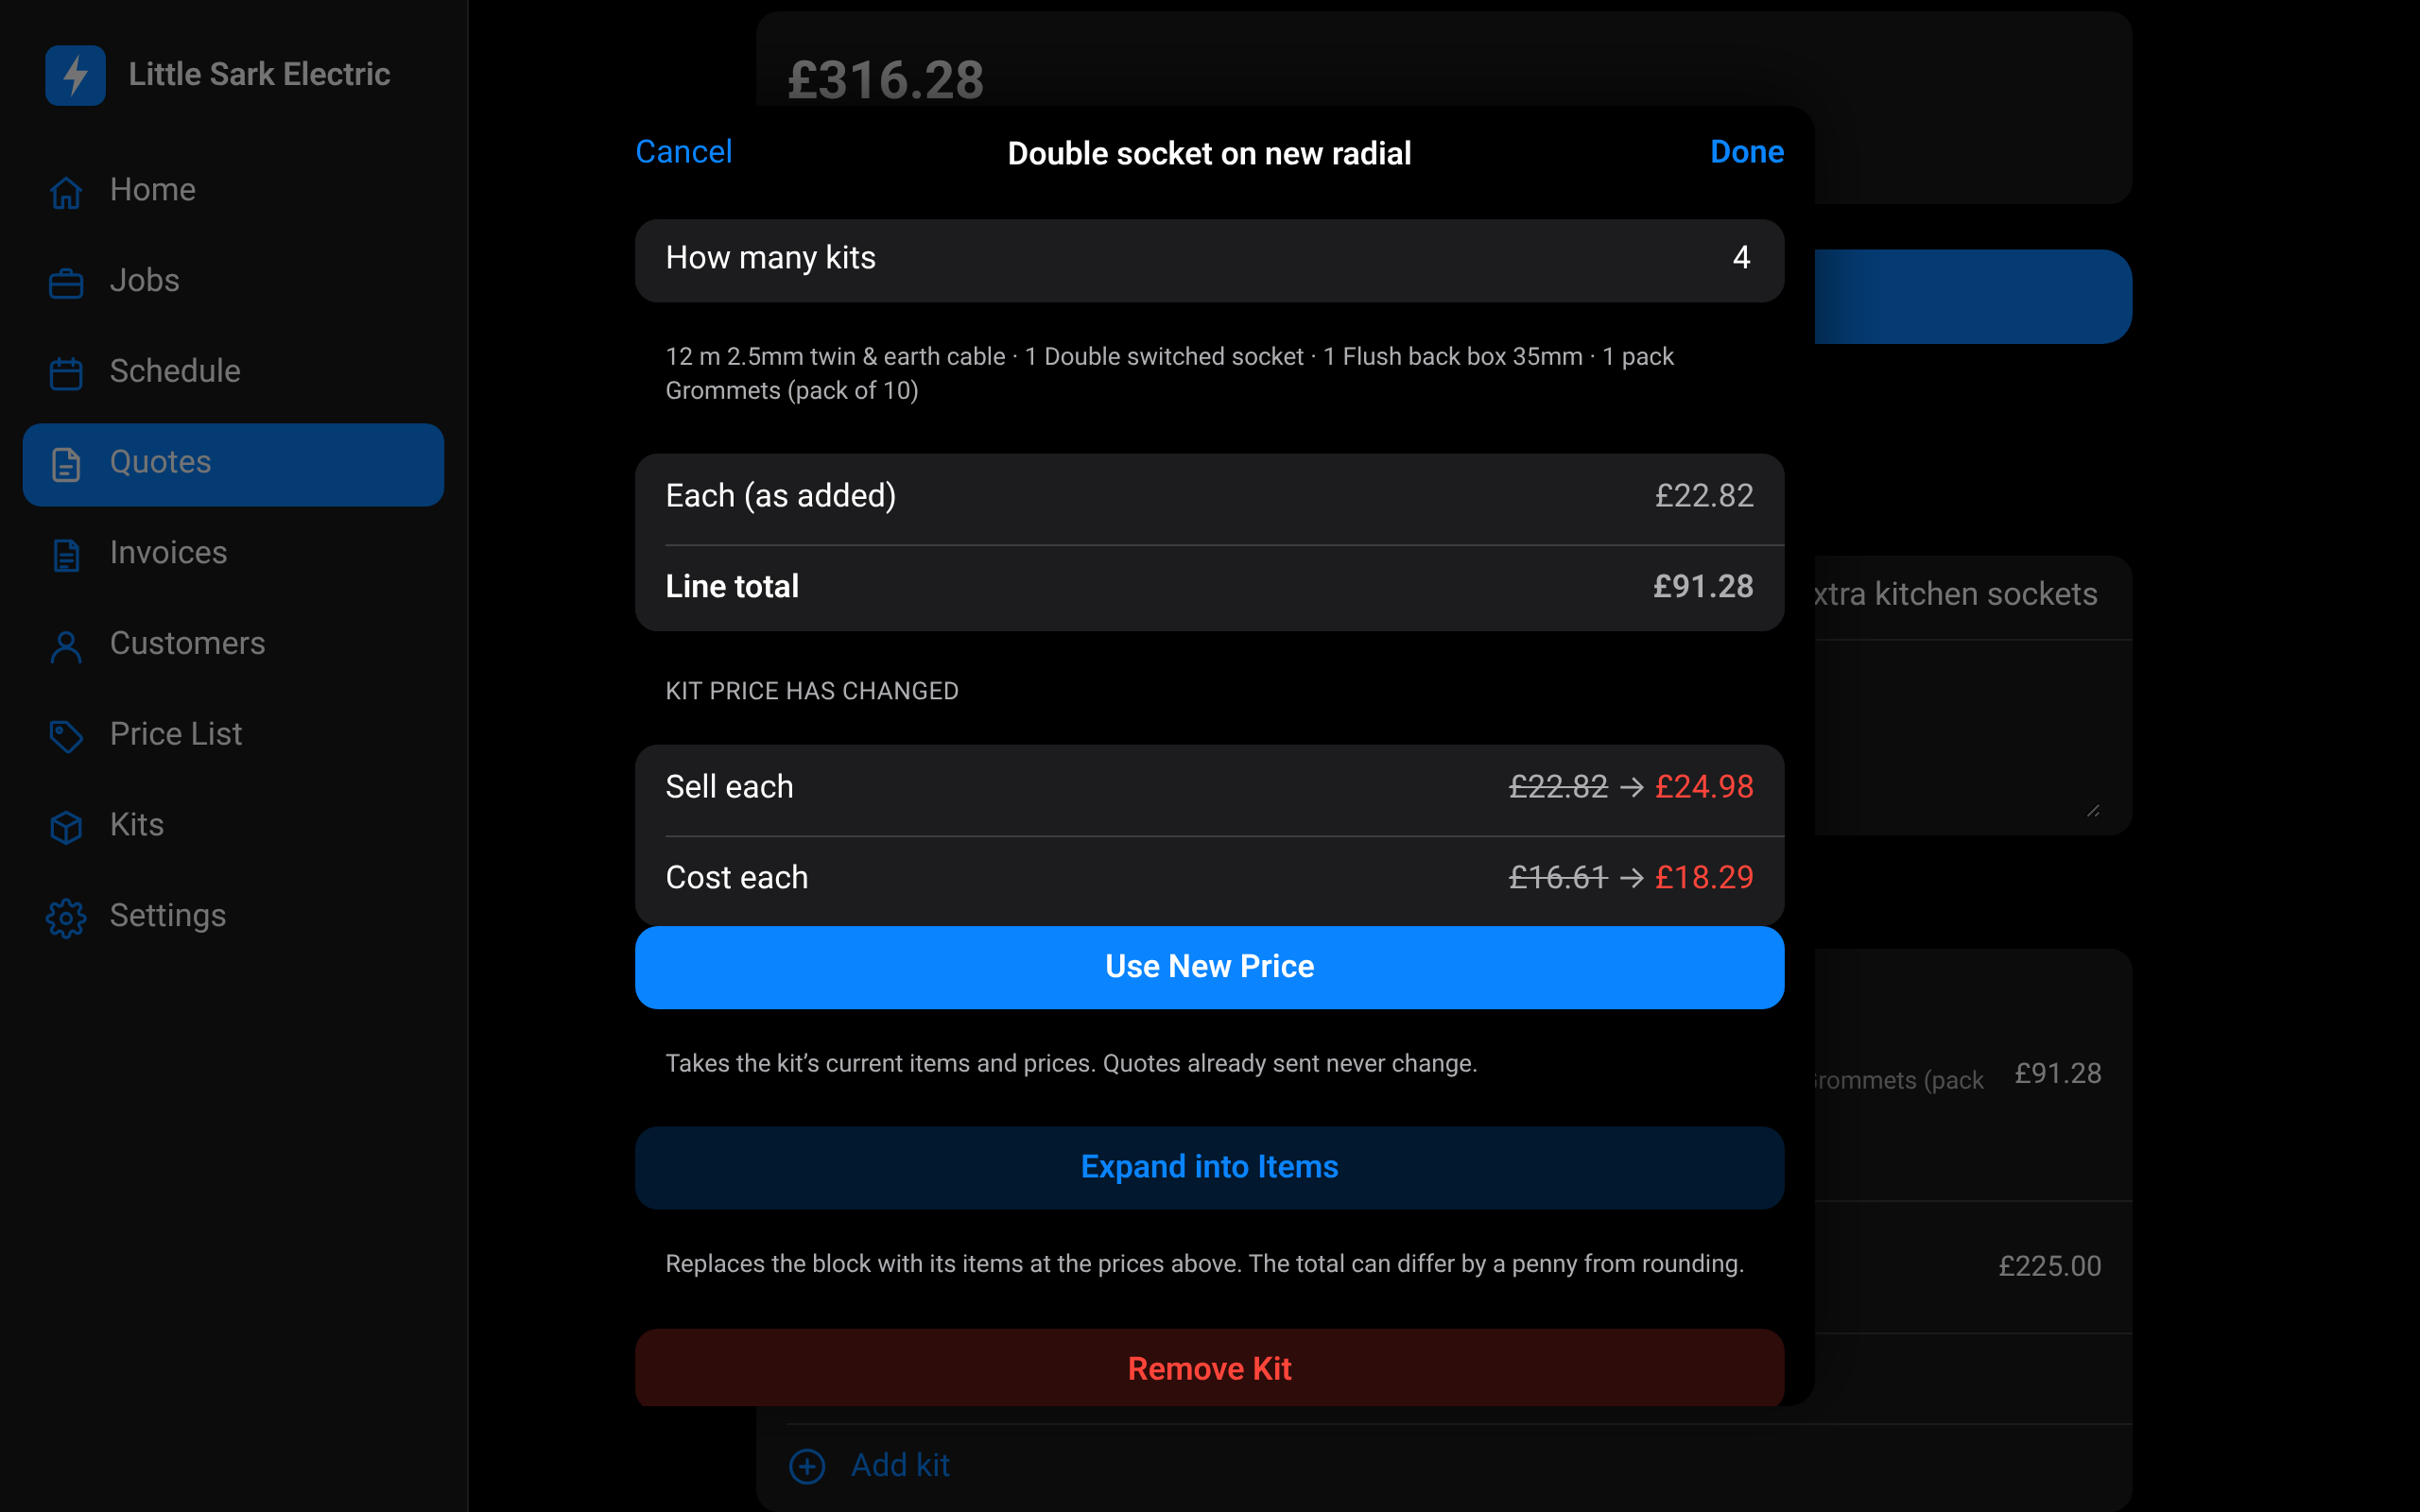 Little Sark Electric
Home
Jobs
Schedule
Quotes
Invoices
Customers
Price List
Kits
Settings
£316.28
Cancel
Double socket on new radial
Done
How many kits
4
12 m 2.5mm twin & earth cable · 1 Double switched socket · 1 Flush back box 35mm · 1 pack
Grommets (pack of 10)
Each (as added)
£22.82
Line total
£91.28
KIT PRICE HAS CHANGED
Sell each
£22.82 → £24.98
Cost each
£16.61 → £18.29
Use New Price
Takes the kit’s current items and prices. Quotes already sent never change.
Expand into Items
Replaces the block with its items at the prices above. The total can differ by a penny from rounding.
Remove Kit
kitchen sockets
(pack
£91.28
£225.00
Add kit